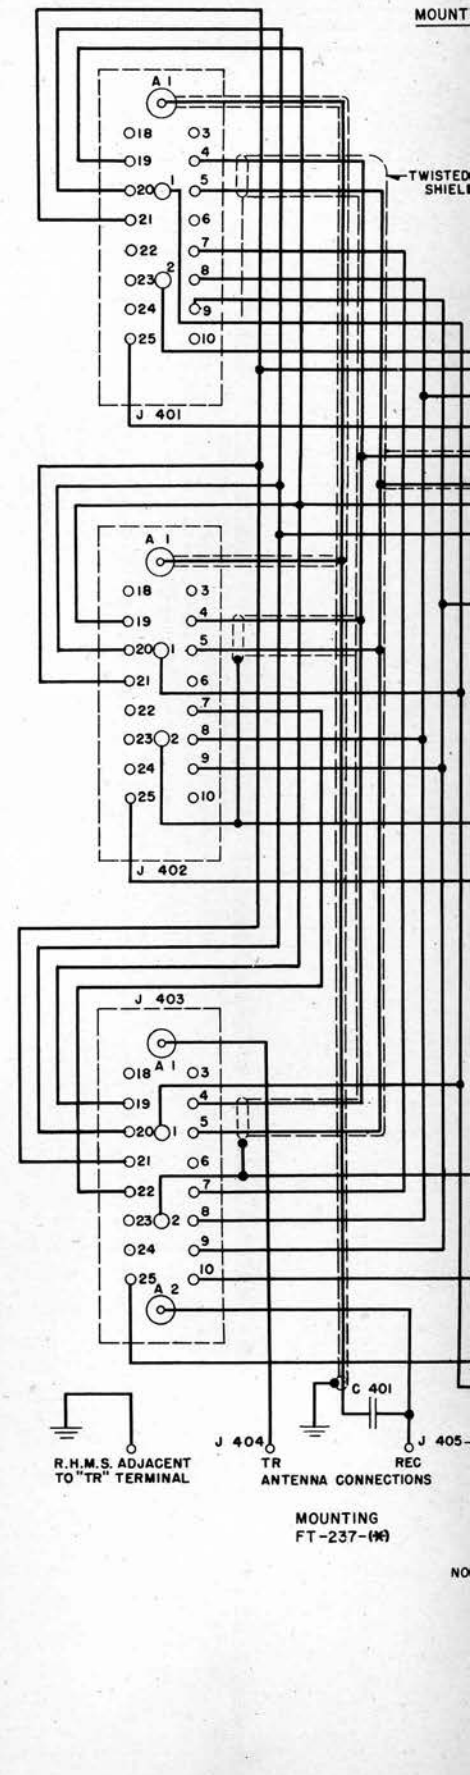 MOUNT
A 1
18 3
19 4
TWISTED
SHIEL
20 1 5
21 6
22 7
23 2 8
24 9
25 10
J 401
A 1
18 3
19 4
20 1 5
21 6
22 7
23 2 8
24 9
25 10
J 402
J 403
A 1
18 3
19 4
20 1 5
21 6
22 7
23 2 8
24 9
25 10
A 2
C 401
J 404
J 405
R.H.M.S. ADJACENT
TO "TR" TERMINAL
TR
REC
ANTENNA CONNECTIONS
MOUNTING
FT-237-(*)
NO